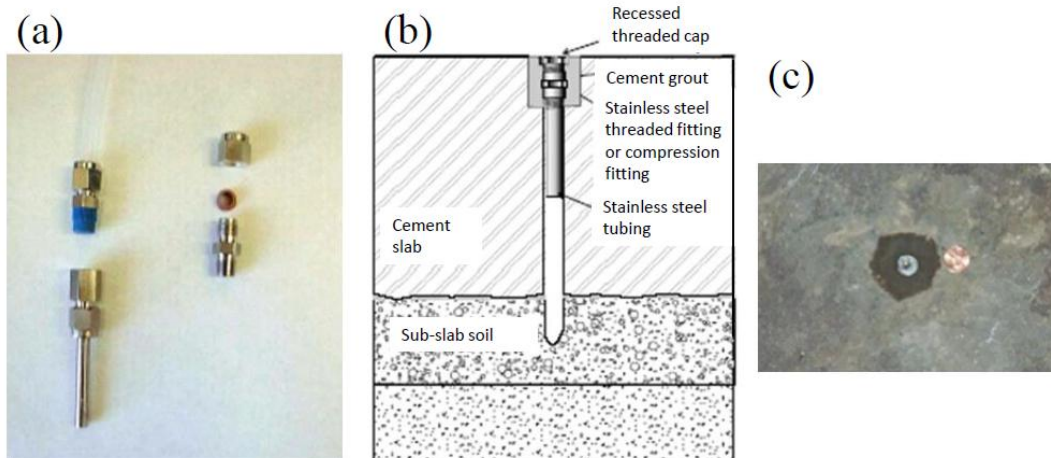 (a)
(b)
Recessed
threaded cap
Cement grout
Stainless steel
threaded fitting
or compression
fitting
Stainless steel
tubing
Cement
slab
Sub-slab soil
(c)